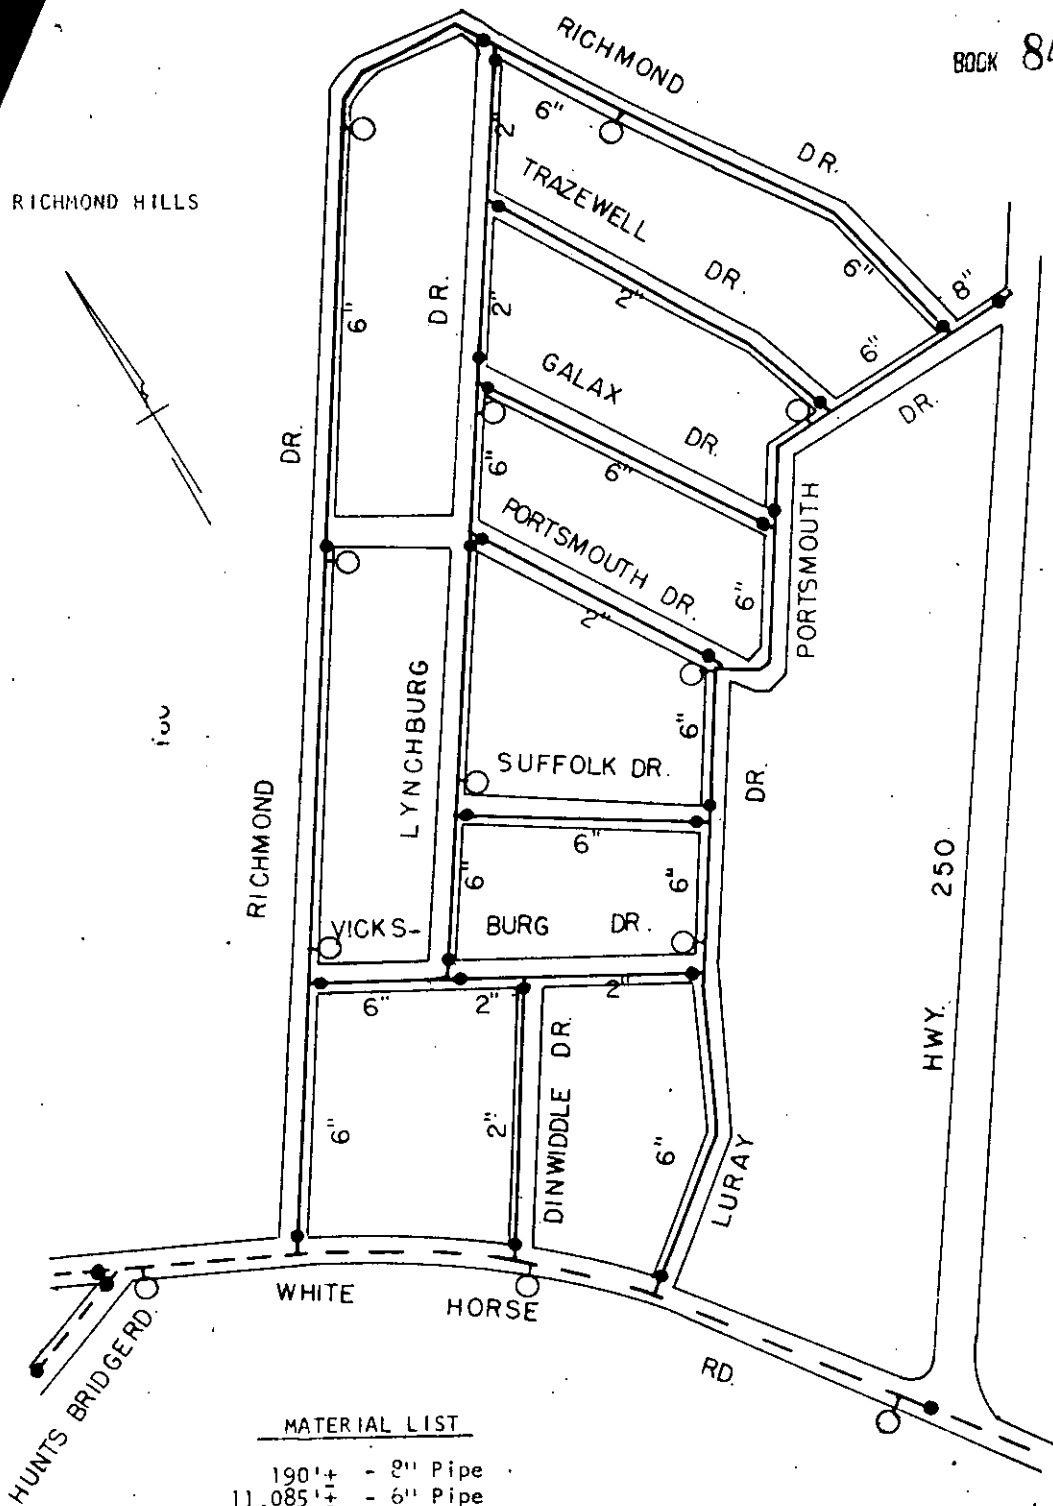 BOOK 84
RICHMOND
DR.
6"
2"
TRAZEWELL
DR.
RICHMOND HILLS
6"
8"
6"
DR.
2"
2"
6"
GALAX
DR.
DR.
DR.
6"
6"
PORTSMOUTH DR.
PORTSMOUTH
6"
2"
LYNCHBURG
6"
SUFFOLK DR.
DR.
RICHMOND
6"
6"
6"
HWY. 250
VICKS-
BURG DR.
6"
2"
2"
DINWIDDLE DR.
6"
2"
6"
LURAY
WHITE HORSE RD.
HUNTS BRIDGE RD.
MATERIAL LIST
190'± - 8" Pipe
11,085'± - 6" Pipe